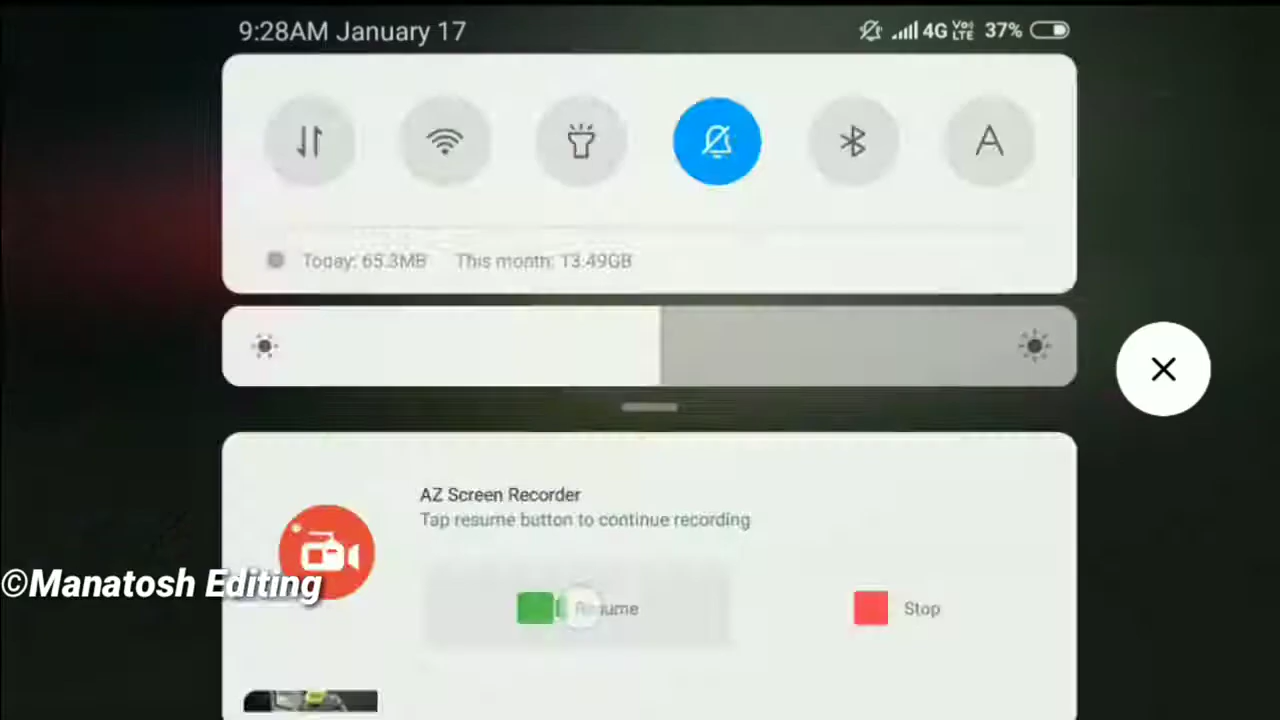 9:28AM January 17
4G VoLTE 37%
A
Today: 65.3MB This month: 13.49GB
AZ Screen Recorder
Tap resume button to continue recording
©Manatosh Editing
Resume Stop